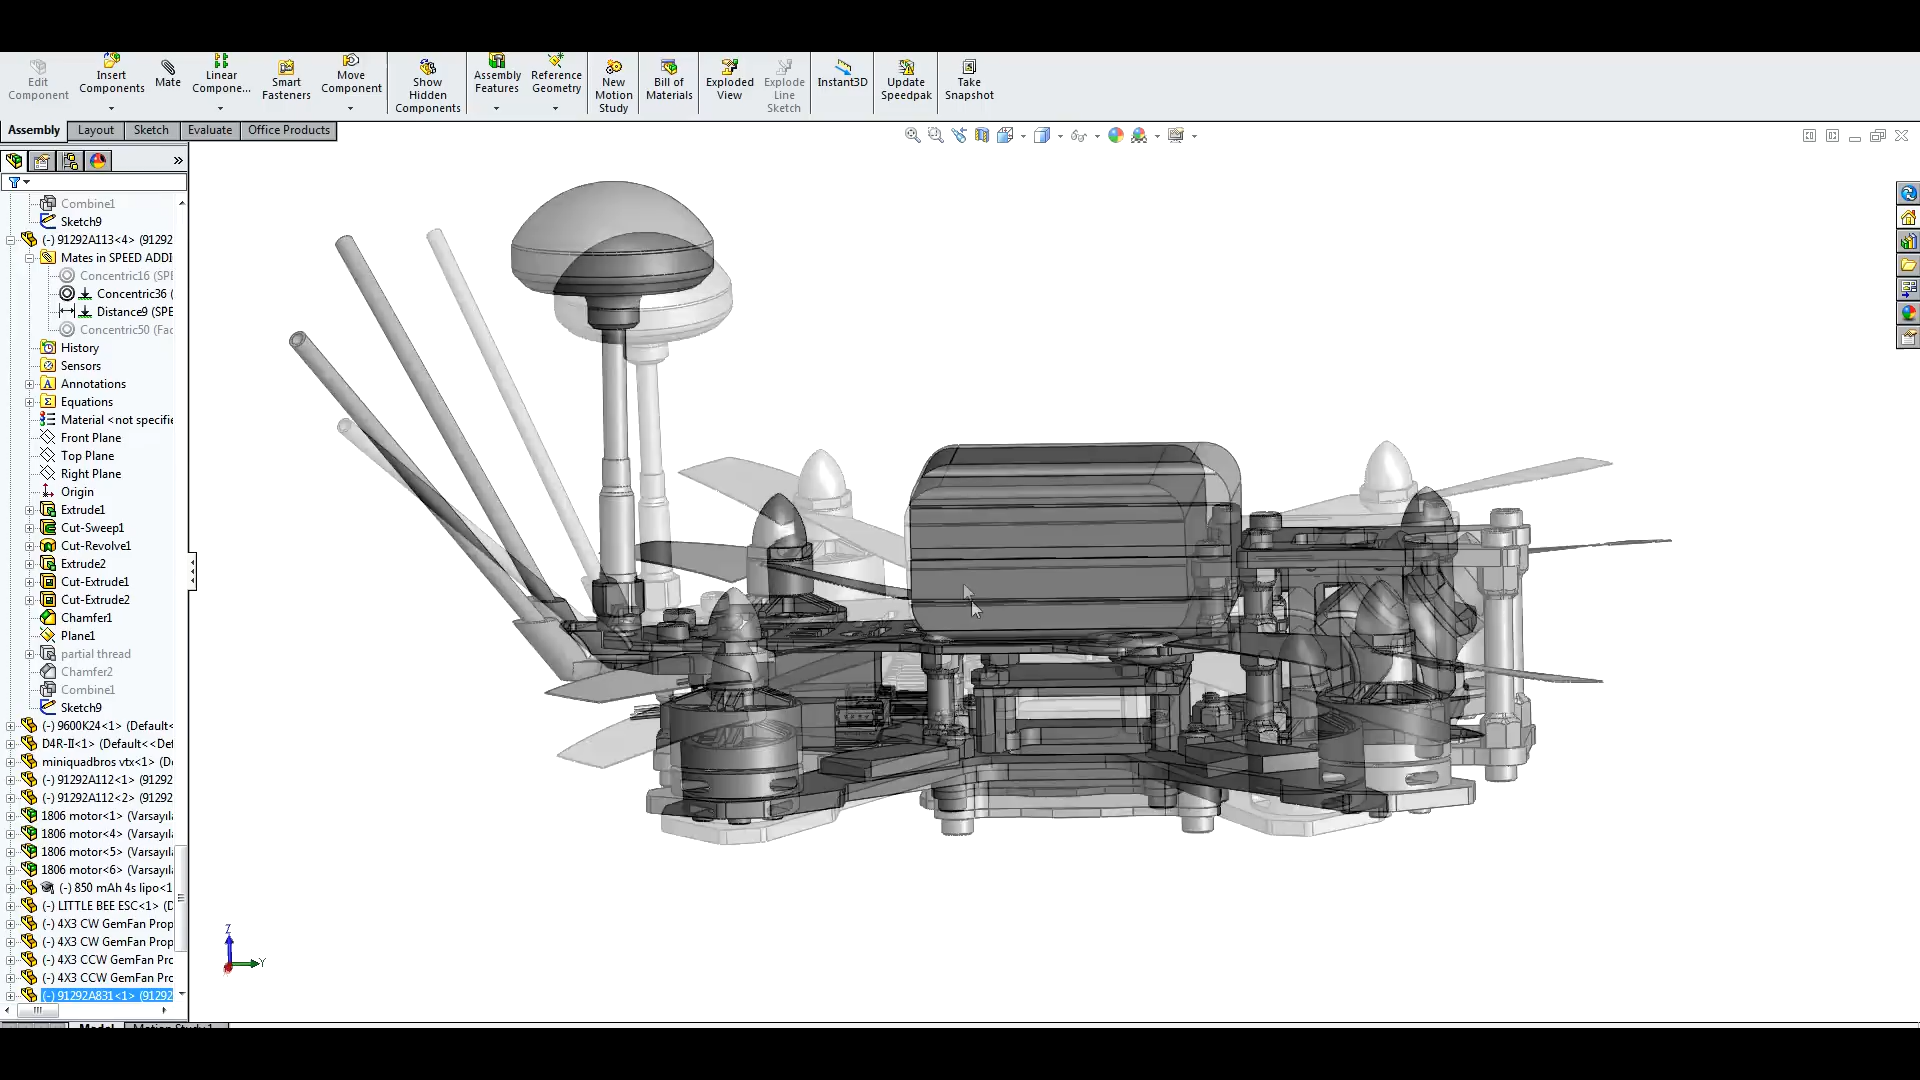 Edit Component
Insert Components
Mate
Linear Compone...
Smart Fasteners
Move Component
Show Hidden Components
Assembly Features
Reference Geometry
New Motion Study
Bill of Materials
Exploded View
Explode Line Sketch
Instant3D
Update Speedpak
Take Snapshot
Assembly
Layout
Sketch
Evaluate
Office Products
Combine1
Sketch9
(-) 91292A113<4> (91292
Mates in SPEED ADDI
Concentric16 (SPE
Concentric36 (
Distance9 (SPE
Concentric50 (Fac
History
Sensors
Annotations
Equations
Material <not specifie
Front Plane
Top Plane
Right Plane
Origin
Extrude1
Cut-Sweep1
Cut-Revolve1
Extrude2
Cut-Extrude1
Cut-Extrude2
Chamfer1
Plane1
partial thread
Chamfer2
Combine1
Sketch9
(-) 9600K24<1> (Default<
D4R-II<1> (Default<<Def
miniquadbros vtx<1> (D
(-) 91292A112<1> (91292
(-) 91292A112<2> (91292
1806 motor<1> (Varsayıl
1806 motor<4> (Varsayıl
1806 motor<5> (Varsayıl
1806 motor<6> (Varsayıl
(-) 850 mAh 4s lipo<1
(-) LITTLE BEE ESC<1> (D
(-) 4X3 CW GemFan Prop
(-) 4X3 CW GemFan Prop
(-) 4X3 CCW GemFan Prc
(-) 4X3 CCW GemFan Prc
(-) 91292A831<1> (91292
Z
Y
Model
Motion Study 1